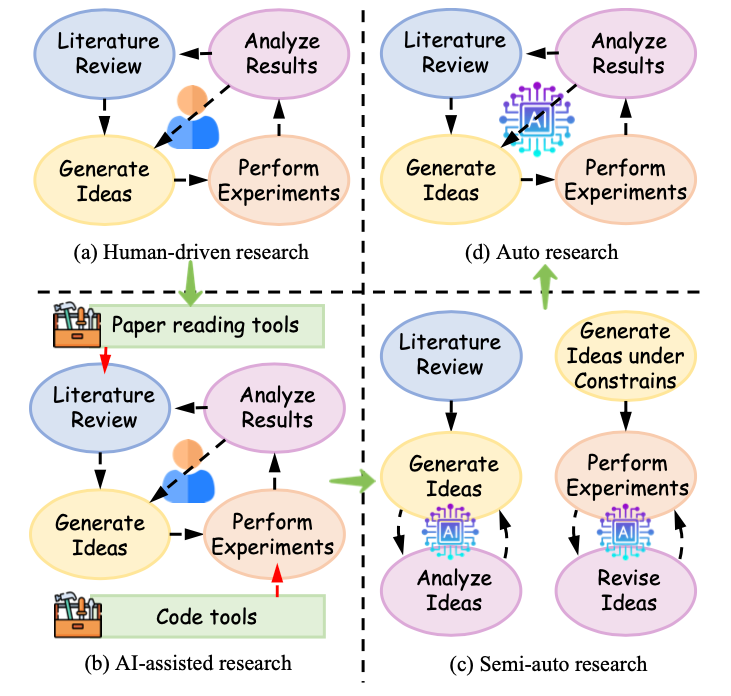 Literature
Review
Analyze
Results
Generate
Ideas
Perform
Experiments
(a) Human-driven research
Literature
Review
Analyze
Results
AI
Generate
Ideas
Perform
Experiments
(d) Auto research
Paper reading tools
Literature
Review
Analyze
Results
Generate
Ideas
Perform
Experiments
Code tools
(b) AI-assisted research
Literature
Review
Generate
Ideas under
Constrains
Generate
Ideas
Perform
Experiments
AI
AI
Analyze
Ideas
Revise
Ideas
(c) Semi-auto research